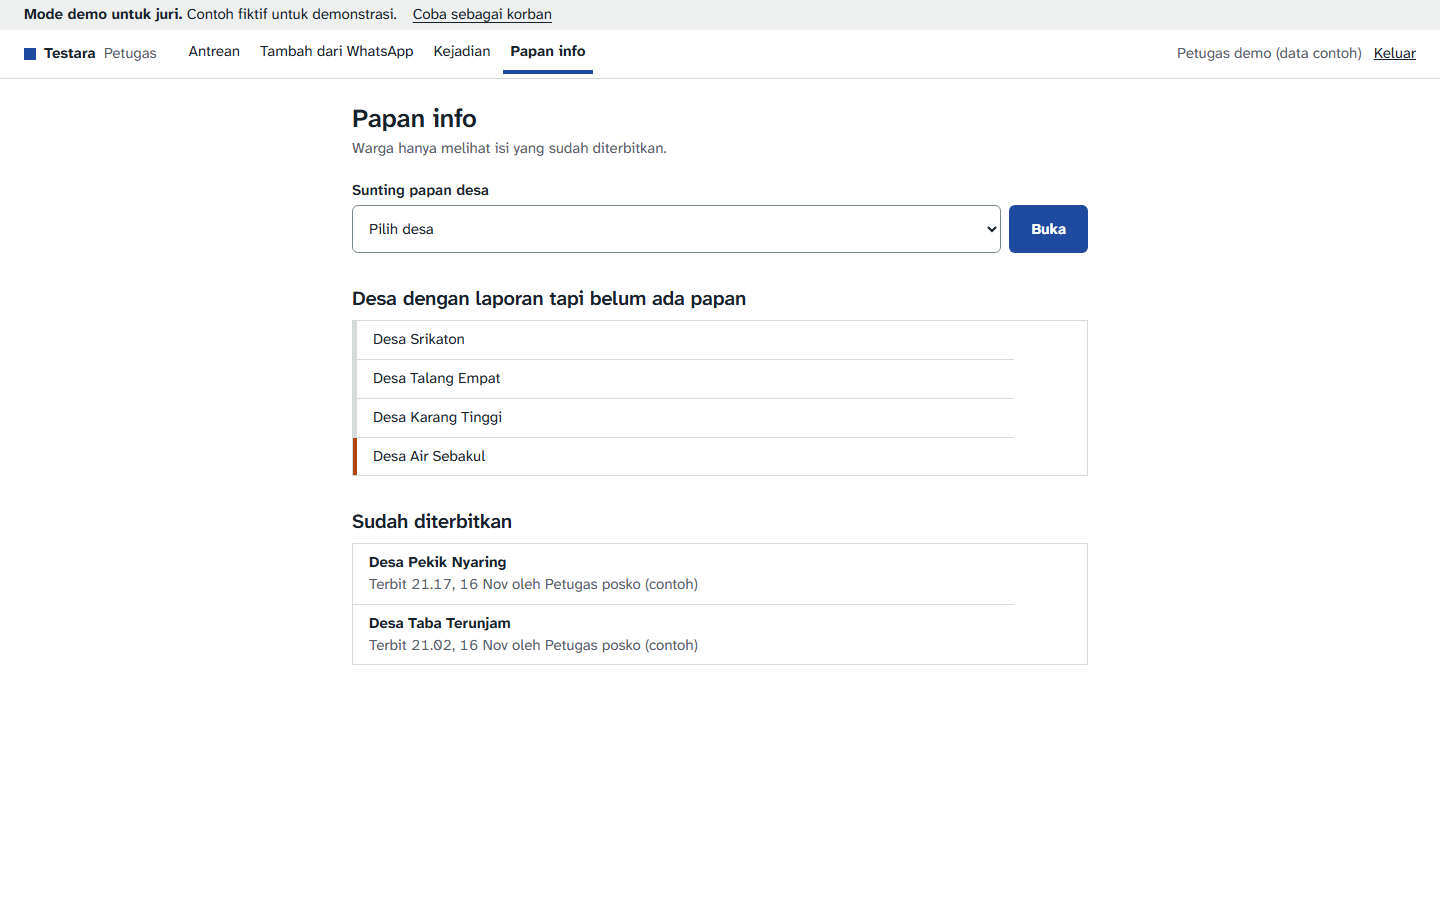 Mode demo untuk juri. Contoh fiktif untuk demonstrasi. Coba sebagai korban
Testara Petugas Antrean Tambah dari WhatsApp Kejadian Papan info Petugas demo (data contoh) Keluar
Papan info
Warga hanya melihat isi yang sudah diterbitkan.
Sunting papan desa
Pilih desa Buka
Desa dengan laporan tapi belum ada papan
Desa Srikaton
Desa Talang Empat
Desa Karang Tinggi
Desa Air Sebakul
Sudah diterbitkan
Desa Pekik Nyaring
Terbit 21.17, 16 Nov oleh Petugas posko (contoh)
Desa Taba Terunjam
Terbit 21.02, 16 Nov oleh Petugas posko (contoh)